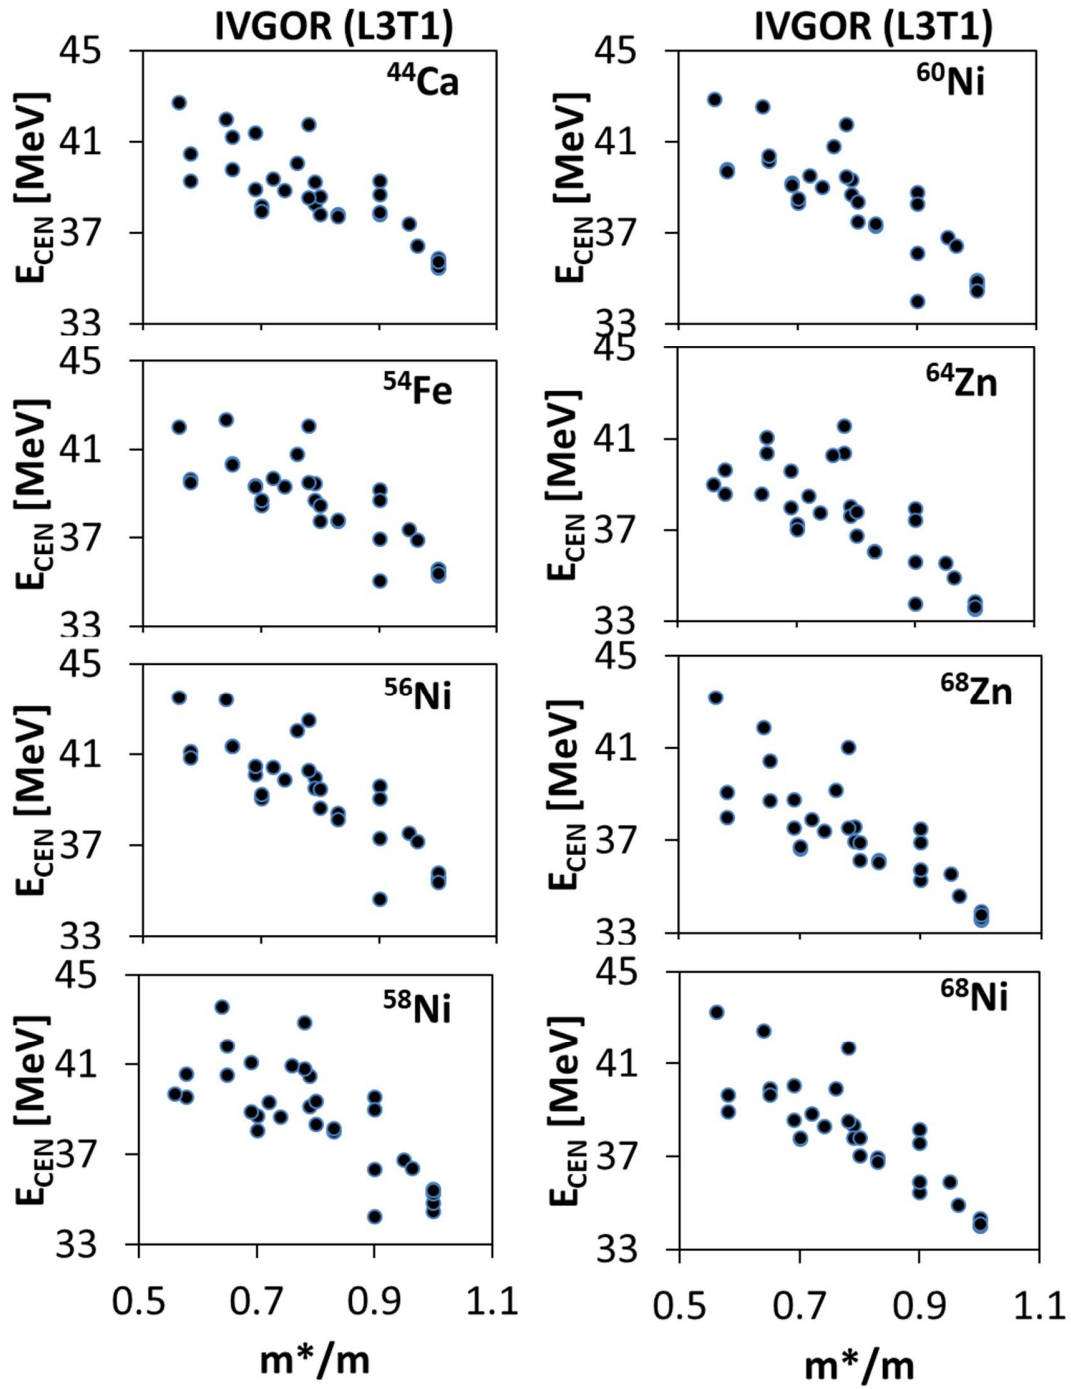 IVGOR (L3T1)
45
41
37
33
E_CEN [MeV]
⁴⁴Ca
45
41
37
33
E_CEN [MeV]
⁵⁴Fe
45
41
37
33
E_CEN [MeV]
⁵⁶Ni
45
41
37
33
E_CEN [MeV]
⁵⁸Ni
0.5 0.7 0.9 1.1
m*/m
IVGOR (L3T1)
45
41
37
33
E_CEN [MeV]
⁶⁰Ni
45
41
37
33
E_CEN [MeV]
⁶⁴Zn
45
41
37
33
E_CEN [MeV]
⁶⁸Zn
45
41
37
33
E_CEN [MeV]
⁶⁸Ni
0.5 0.7 0.9 1.1
m*/m